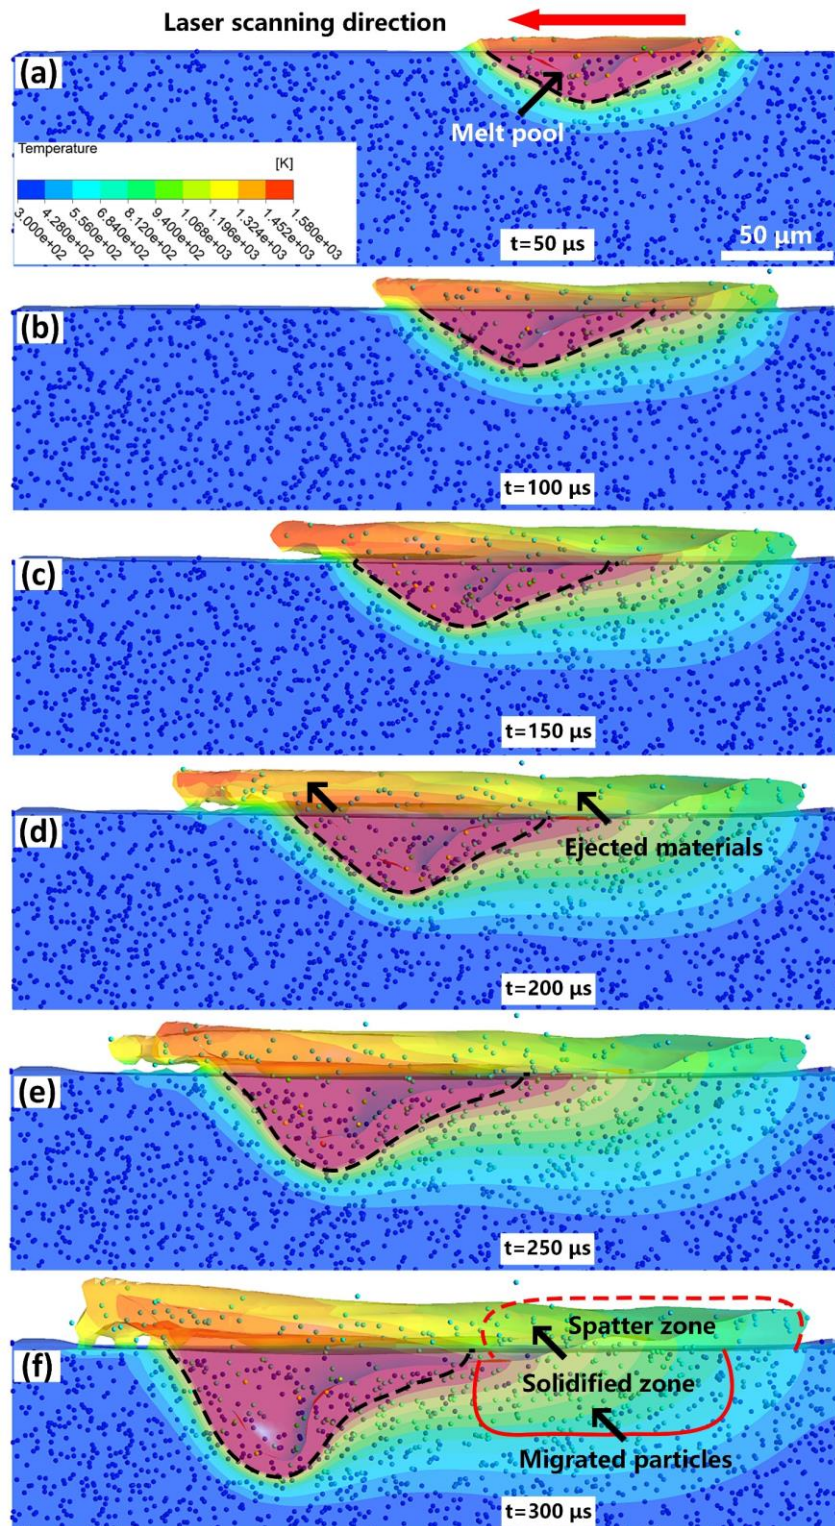 Laser scanning direction
(a)
Melt pool
Temperature
[K]
3.000e+02
4.280e+02
5.560e+02
6.840e+02
8.120e+02
9.400e+02
1.068e+03
1.196e+03
1.324e+03
1.452e+03
1.580e+03
t=50 μs
50 μm
(b)
t=100 μs
(c)
t=150 μs
(d)
Ejected materials
t=200 μs
(e)
t=250 μs
(f)
Spatter zone
Solidified zone
Migrated particles
t=300 μs